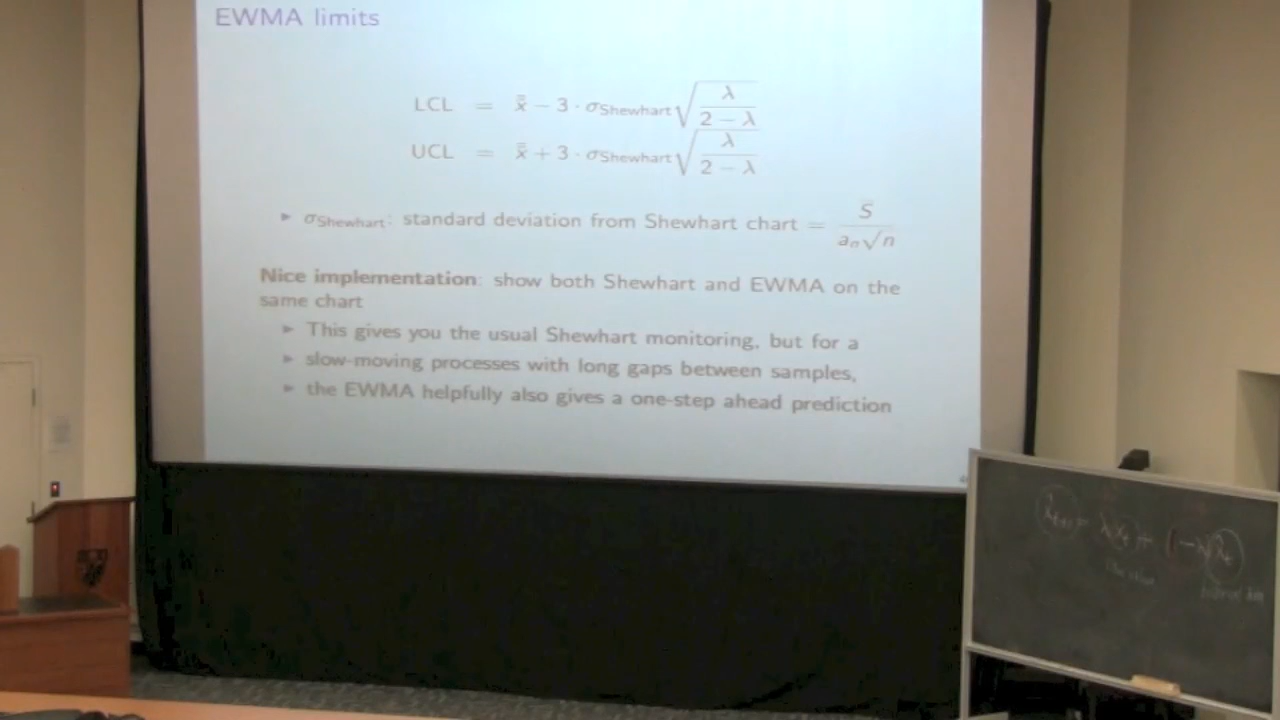 EWMA limits
LCL = x̿ − 3 · σShewhart √(λ / (2 − λ))
UCL = x̿ + 3 · σShewhart √(λ / (2 − λ))
► σShewhart: standard deviation from Shewhart chart = S̄ / (aₙ√n)
Nice implementation: show both Shewhart and EWMA on the
same chart
► This gives you the usual Shewhart monitoring, but for a
► slow-moving processes with long gaps between samples,
► the EWMA helpfully also gives a one-step ahead prediction